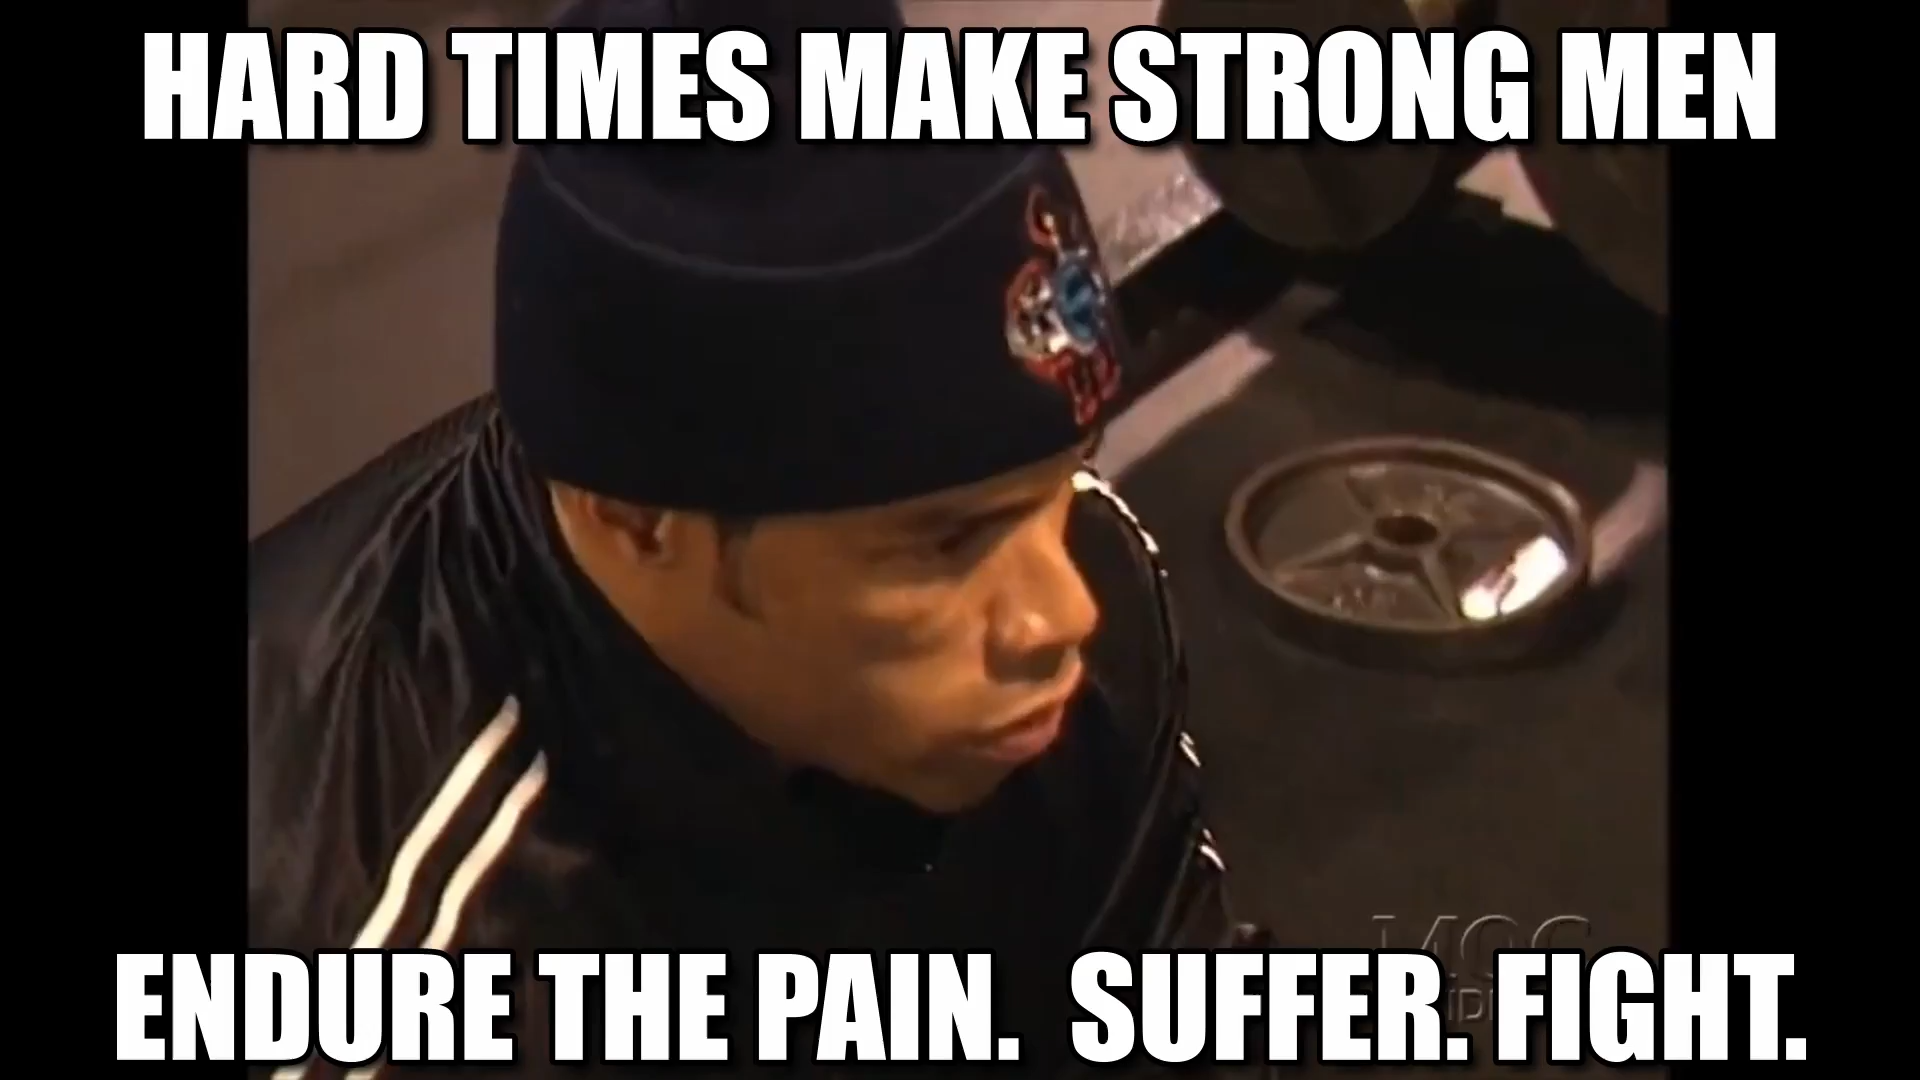 HARD TIMES MAKE STRONG MEN
ENDURE THE PAIN.  SUFFER. FIGHT.